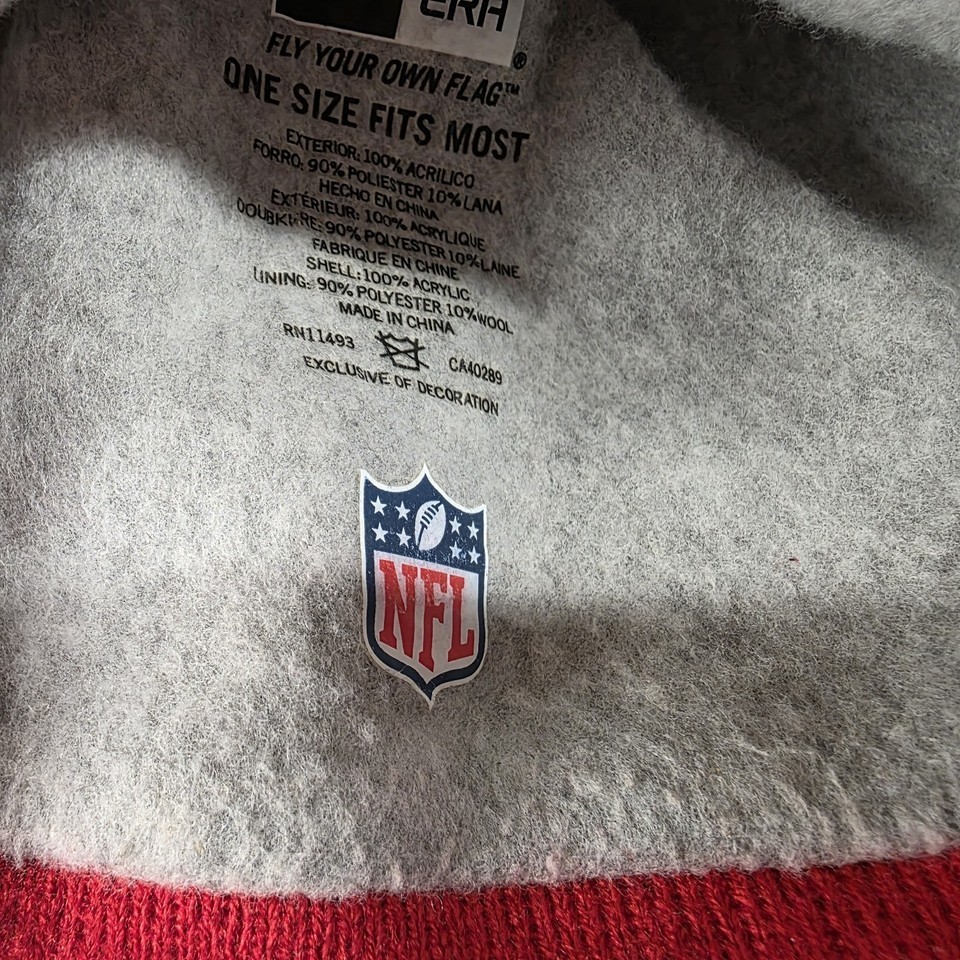 ERA
®
FLY YOUR OWN FLAG™
ONE SIZE FITS MOST
EXTERIOR: 100% ACRILICO
FORRO: 90% POLIESTER 10% LANA
HECHO EN CHINA
EXTÉRIEUR: 100% ACRYLIQUE
90% POLYESTER 10% LAINE
FABRIQUE EN CHINE
SHELL: 100% ACRYLIC
LINING: 90% POLYESTER 10% WOOL
MADE IN CHINA
RN11493 CA40289
EXCLUSIVE OF DECORATION
NFL